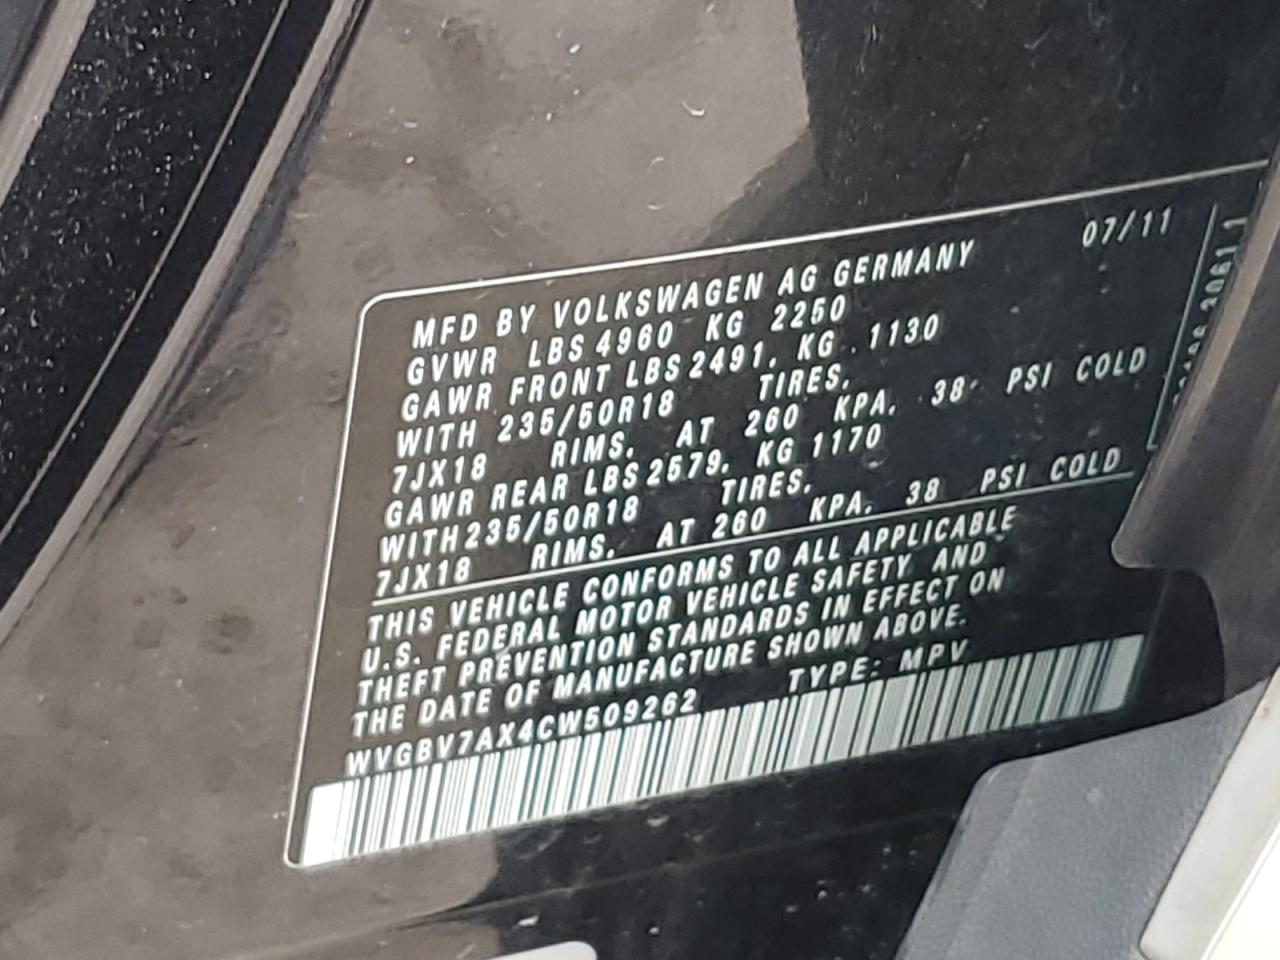 MFD BY VOLKSWAGEN AG GERMANY 07/11
GVWR LBS 4960 KG 2250
GAWR FRONT LBS 2491, KG 1130
WITH 235/50R18 TIRES,
7JX18 RIMS, AT 260 KPA, 38 PSI COLD
GAWR REAR LBS 2579, KG 1170
WITH 235/50R18 TIRES,
7JX18 RIMS, AT 260 KPA, 38 PSI COLD
THIS VEHICLE CONFORMS TO ALL APPLICABLE
U.S. FEDERAL MOTOR VEHICLE SAFETY AND
THEFT PREVENTION STANDARDS IN EFFECT ON
THE DATE OF MANUFACTURE SHOWN ABOVE.
WVGBV7AX4CW509262 TYPE: MPV